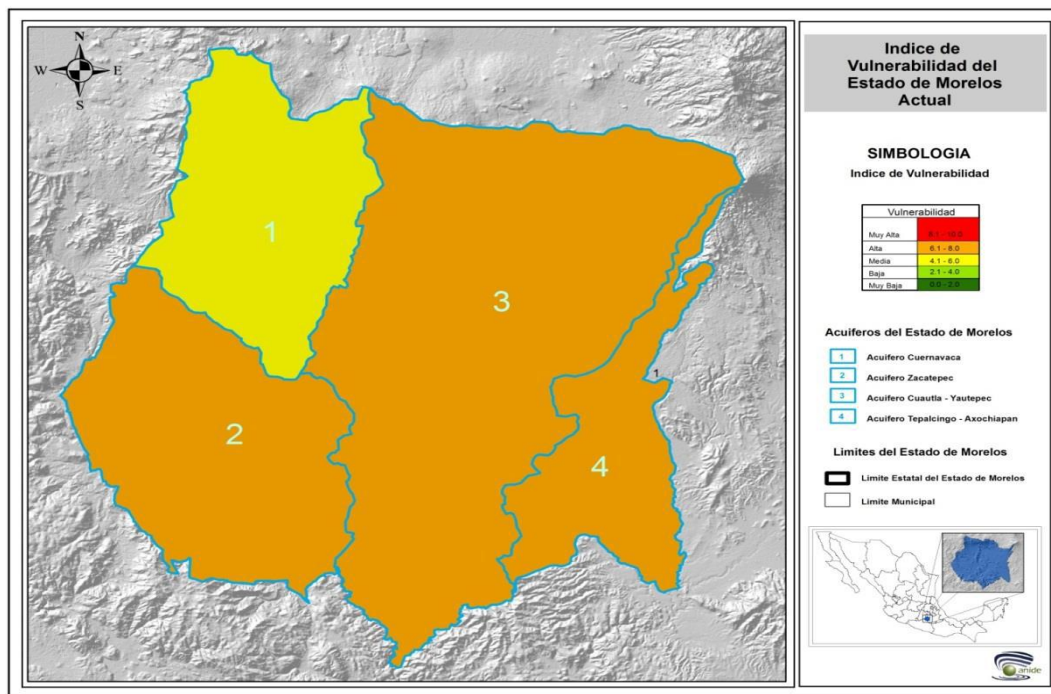 N
W E
S
1
3
1
2
4
Indice de
Vulnerabilidad del
Estado de Morelos
Actual
SIMBOLOGIA
Indice de Vulnerabilidad
Vulnerabilidad
Muy Alta 8.1 - 10.0
Alta 6.1 - 8.0
Media 4.1 - 6.0
Baja 2.1 - 4.0
Muy Baja 0.0 - 2.0
Acuiferos del Estado de Morelos
1 Acuifero Cuernavaca
2 Acuifero Zacatepec
3 Acuifero Cuautla - Yautepec
4 Acuifero Tepalcingo - Axochiapan
Limites del Estado de Morelos
Limite Estatal del Estado de Morelos
Limite Municipal
anide